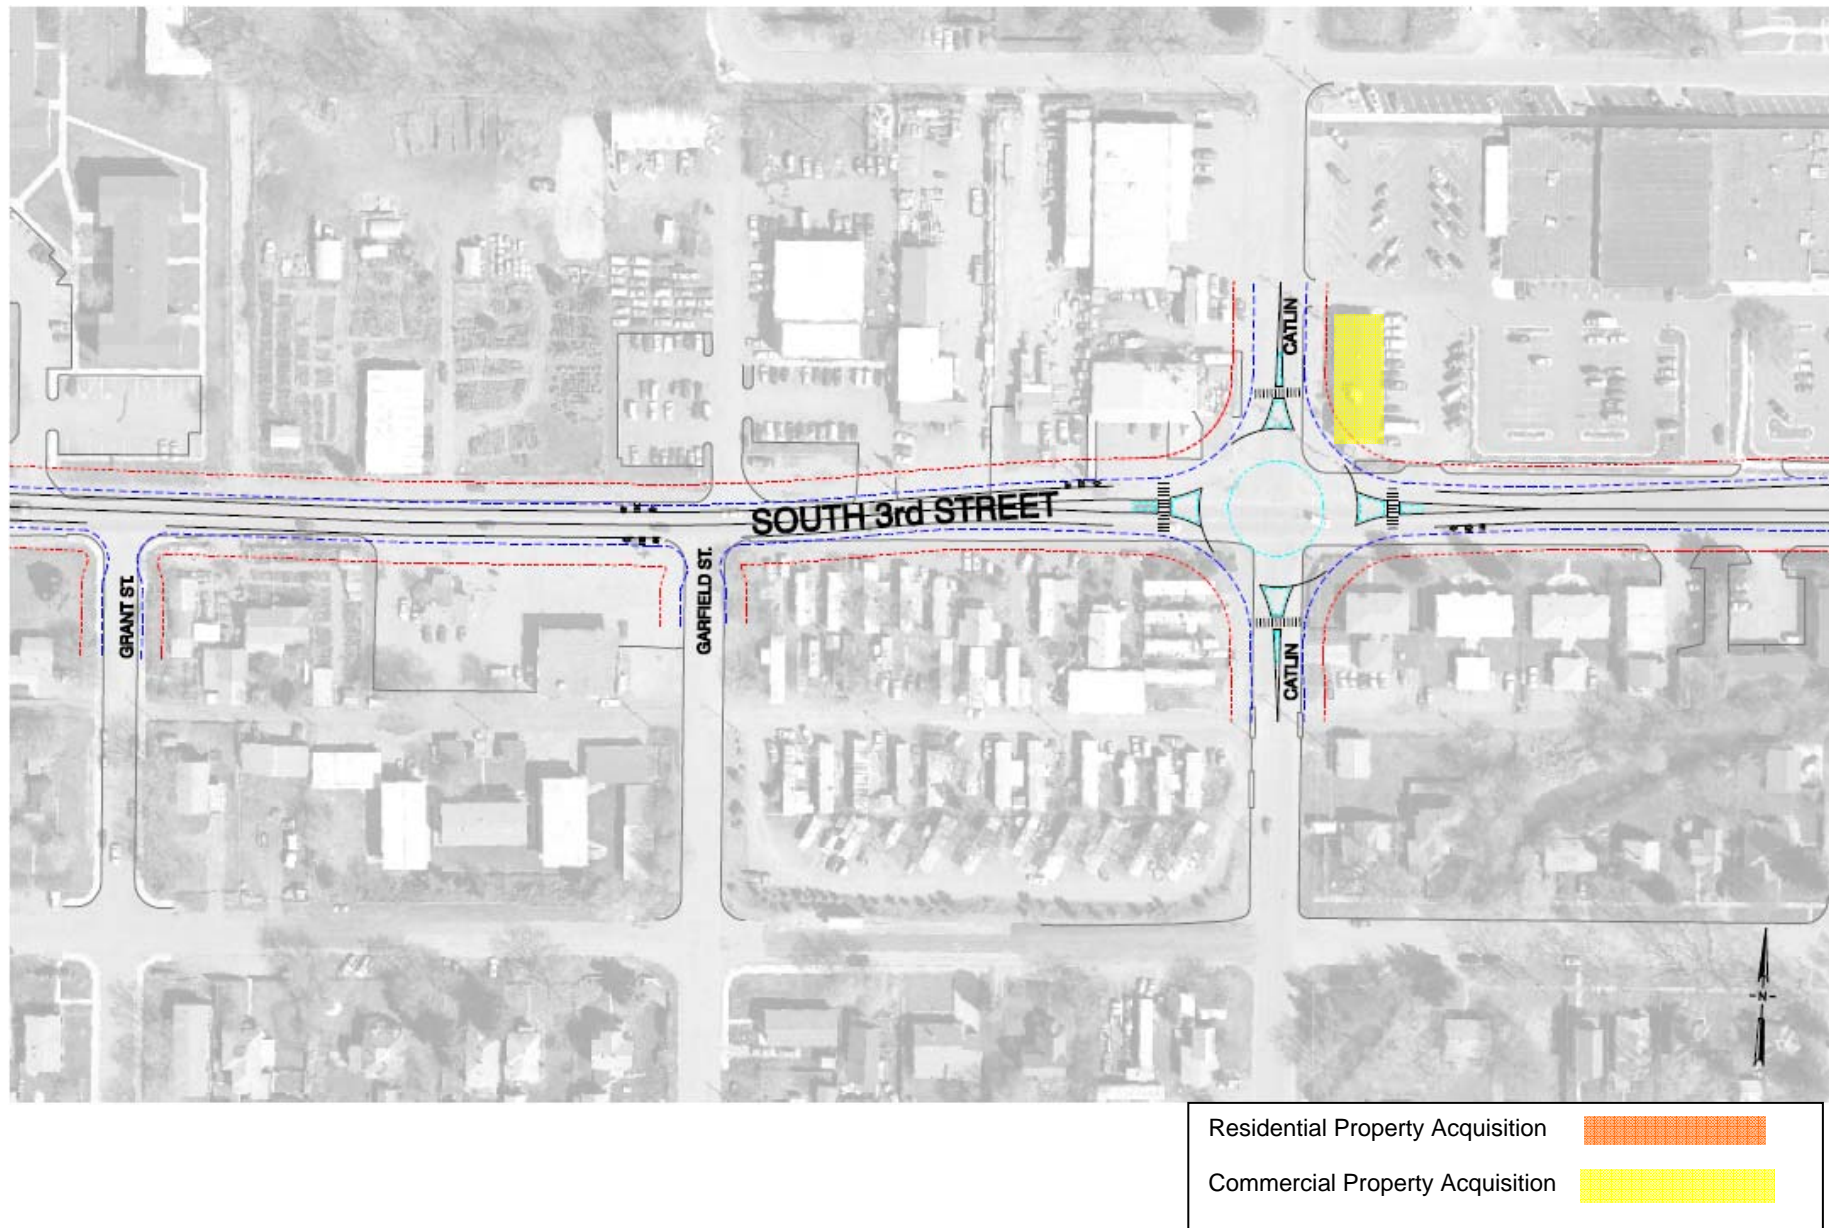 CATLIN
SOUTH 3rd STREET
GRANT ST.
GARFIELD ST.
CATLIN
-N-
Residential Property Acquisition
Commercial Property Acquisition